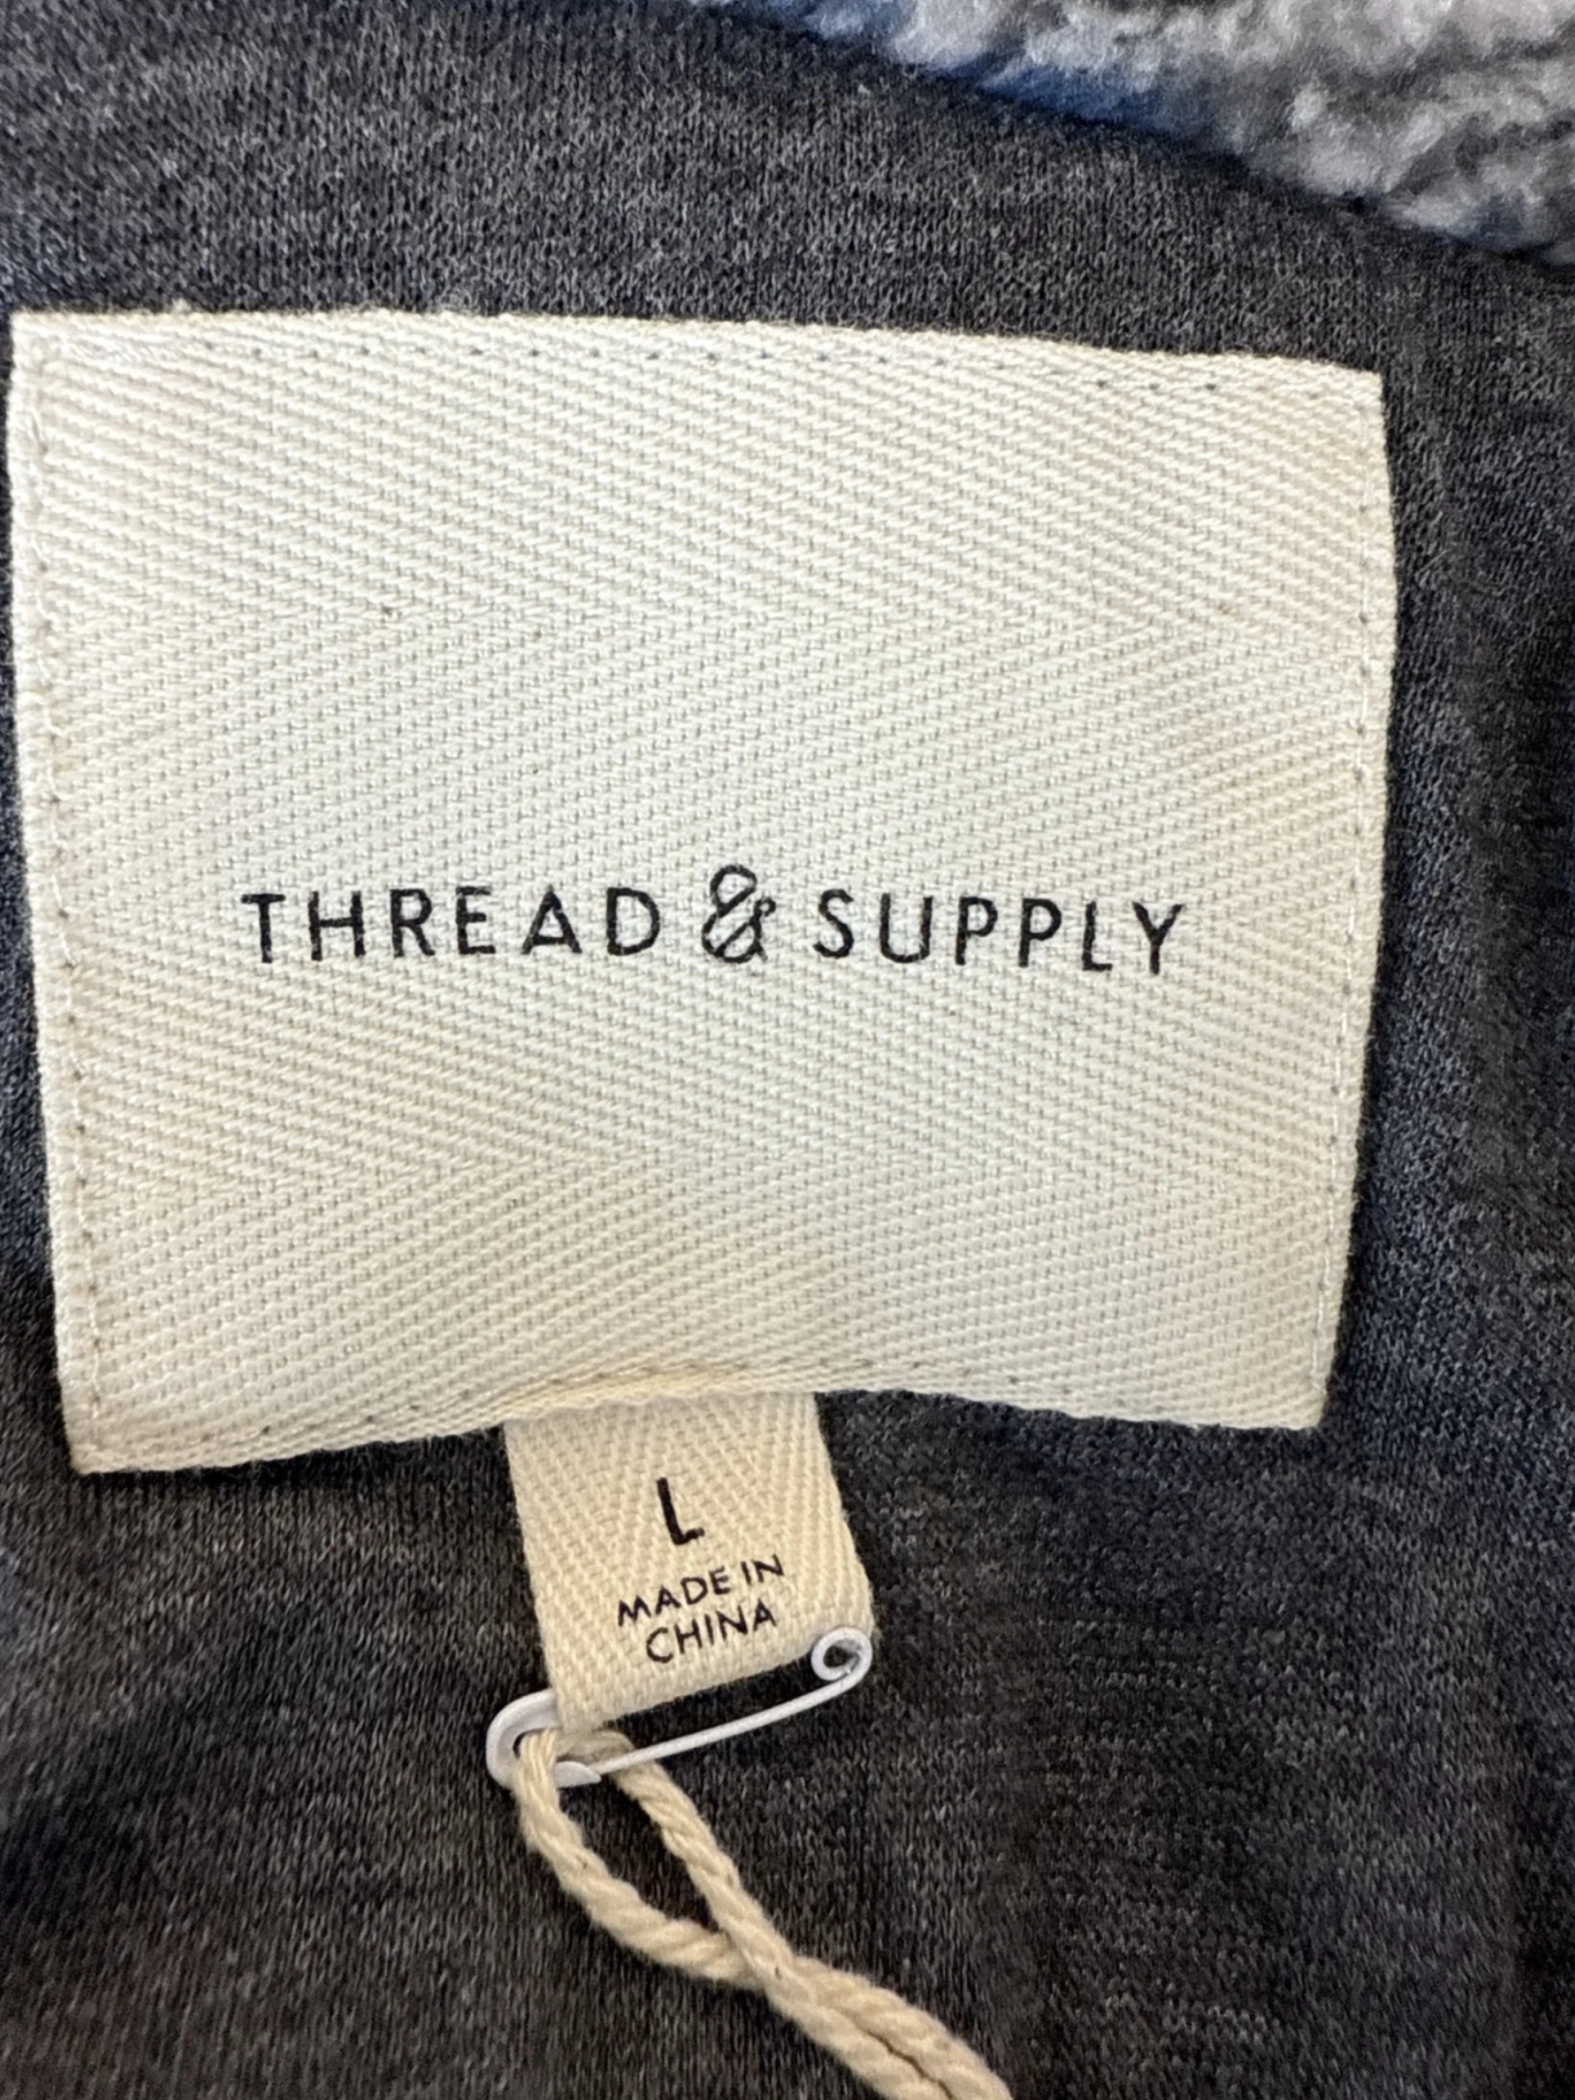 THREAD & SUPPLY
L
MADE IN
CHINA